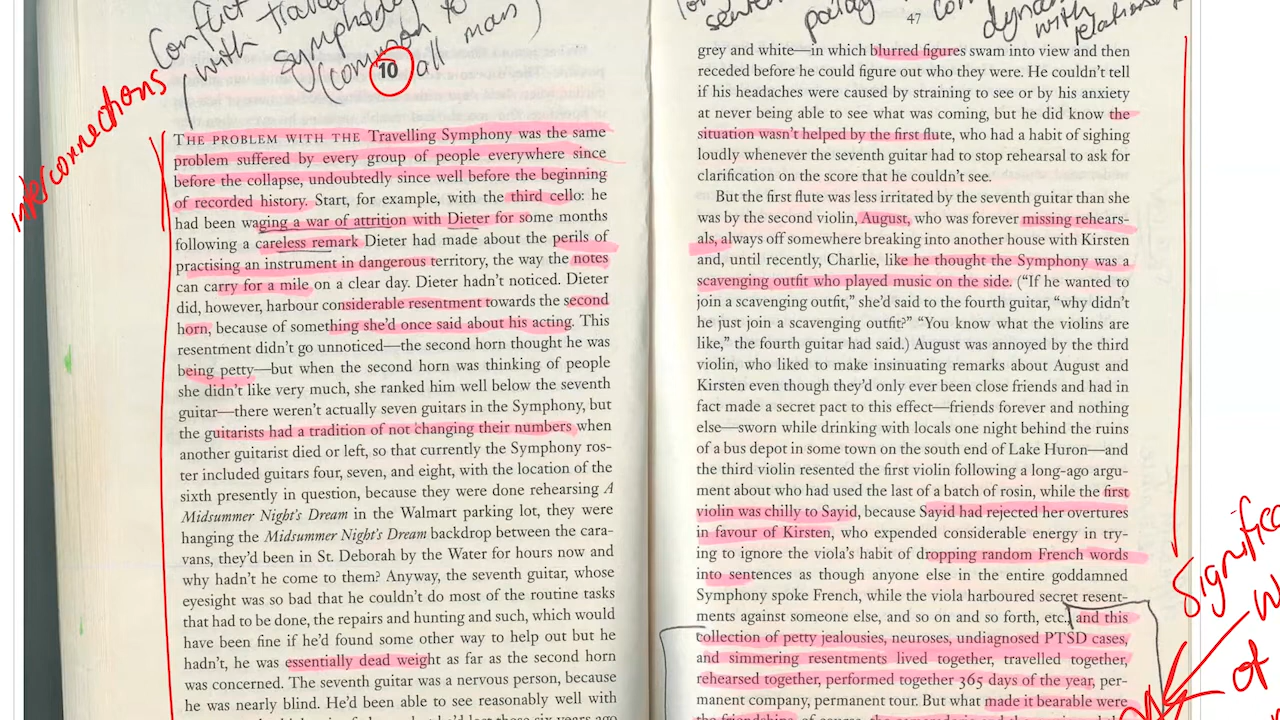 Conflict
with
Symphony
(common to
all man)
Interconnections
10
THE PROBLEM WITH THE Travelling Symphony was the same
problem suffered by every group of people everywhere since
before the collapse, undoubtedly since well before the beginning
of recorded history. Start, for example, with the third cello: he
had been waging a war of attrition with Dieter for some months
following a careless remark Dieter had made about the perils of
practising an instrument in dangerous territory, the way the notes
can carry for a mile on a clear day. Dieter hadn't noticed. Dieter
did, however, harbour considerable resentment towards the second
horn, because of something she'd once said about his acting. This
resentment didn't go unnoticed—the second horn thought he was
being petty—but when the second horn was thinking of people
she didn't like very much, she ranked him well below the seventh
guitar—there weren't actually seven guitars in the Symphony, but
the guitarists had a tradition of not changing their numbers when
another guitarist died or left, so that currently the Symphony ros-
ter included guitars four, seven, and eight, with the location of the
sixth presently in question, because they were done rehearsing A
Midsummer Night's Dream in the Walmart parking lot, they were
hanging the Midsummer Night's Dream backdrop between the cara-
vans, they'd been in St. Deborah by the Water for hours now and
why hadn't he come to them? Anyway, the seventh guitar, whose
eyesight was so bad that he couldn't do most of the routine tasks
that had to be done, the repairs and hunting and such, which would
have been fine if he'd found some other way to help out but he
hadn't, he was essentially dead weight as far as the second horn
was concerned. The seventh guitar was a nervous person, because
he was nearly blind. He'd been able to see reasonably well with
with
47
grey and white—in which blurred figures swam into view and then
receded before he could figure out who they were. He couldn't tell
if his headaches were caused by straining to see or by his anxiety
at never being able to see what was coming, but he did know the
situation wasn't helped by the first flute, who had a habit of sighing
loudly whenever the seventh guitar had to stop rehearsal to ask for
clarification on the score that he couldn't see.
But the first flute was less irritated by the seventh guitar than she
was by the second violin, August, who was forever missing rehears-
als, always off somewhere breaking into another house with Kirsten
and, until recently, Charlie, like he thought the Symphony was a
scavenging outfit who played music on the side. ("If he wanted to
join a scavenging outfit," she'd said to the fourth guitar, "why didn't
he just join a scavenging outfit?" "You know what the violins are
like," the fourth guitar had said.) August was annoyed by the third
violin, who liked to make insinuating remarks about August and
Kirsten even though they'd only ever been close friends and had in
fact made a secret pact to this effect—friends forever and nothing
else—sworn while drinking with locals one night behind the ruins
of a bus depot in some town on the south end of Lake Huron—and
the third violin resented the first violin following a long-ago argu-
ment about who had used the last of a batch of rosin, while the first
violin was chilly to Sayid, because Sayid had rejected her overtures
in favour of Kirsten, who expended considerable energy in try-
ing to ignore the viola's habit of dropping random French words
into sentences as though anyone else in the entire goddamned
Symphony spoke French, while the viola harboured secret resent-
ments against someone else, and so on and so forth, etc., and this
collection of petty jealousies, neuroses, undiagnosed PTSD cases,
and simmering resentments lived together, travelled together,
rehearsed together, performed together 365 days of the year, per-
manent company, permanent tour. But what made it bearable were
the friendships, of course, the camaraderie and the music and
of